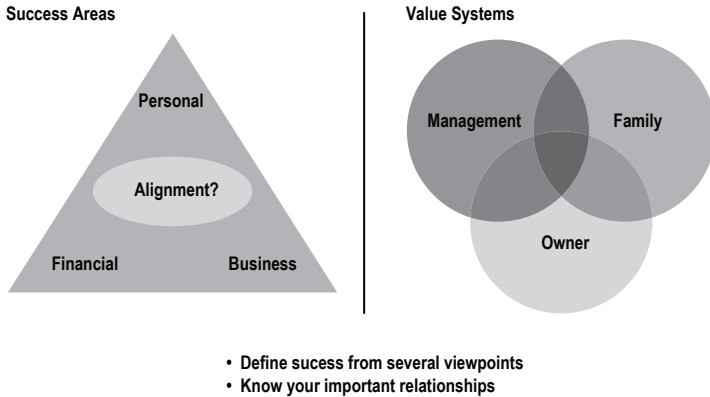 Success Areas
Personal
Alignment?
Financial
Business
Value Systems
Management
Family
Owner
• Define sucess from several viewpoints
• Know your important relationships